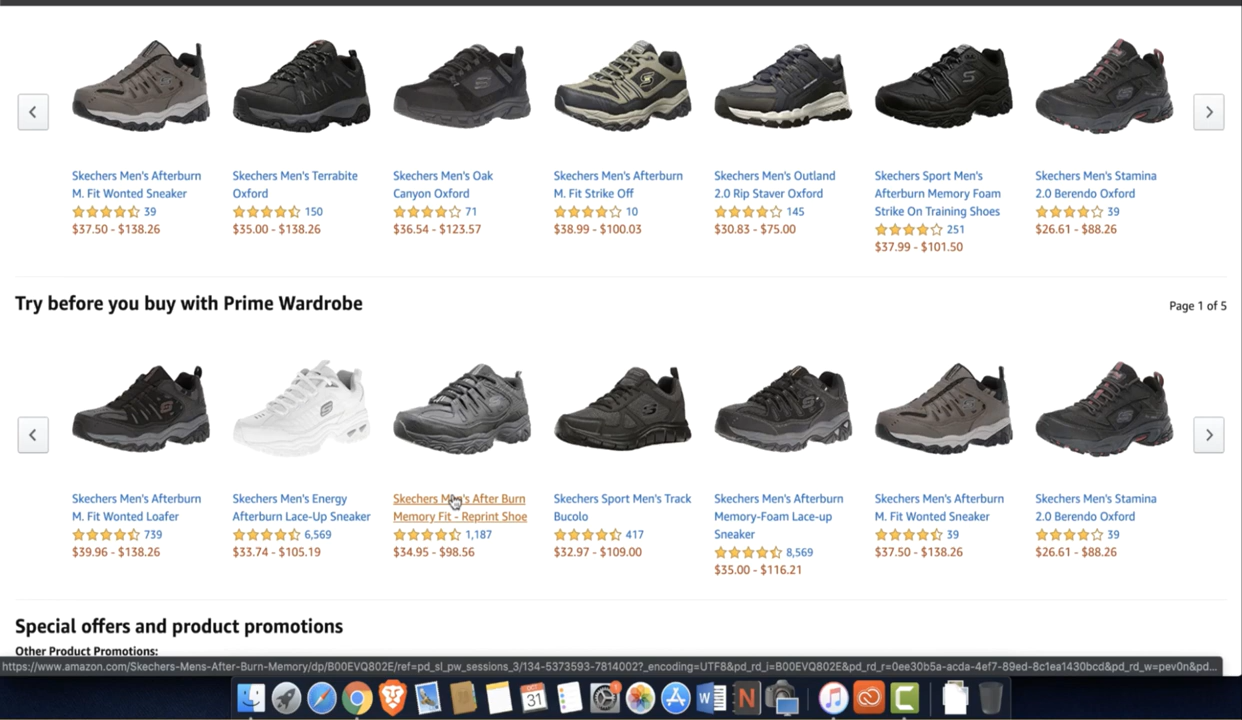 Skechers Men's Afterburn
M. Fit Wonted Sneaker
39
$37.50 - $138.26
Skechers Men's Terrabite
Oxford
150
$35.00 - $138.26
Skechers Men's Oak
Canyon Oxford
71
$36.54 - $123.57
Skechers Men's Afterburn
M. Fit Strike Off
10
$38.99 - $100.03
Skechers Men's Outland
2.0 Rip Staver Oxford
145
$30.83 - $75.00
Skechers Sport Men's
Afterburn Memory Foam
Strike On Training Shoes
251
$37.99 - $101.50
Skechers Men's Stamina
2.0 Berendo Oxford
39
$26.61 - $88.26
Try before you buy with Prime Wardrobe
Page 1 of 5
Skechers Men's Afterburn
M. Fit Wonted Loafer
739
$39.96 - $138.26
Skechers Men's Energy
Afterburn Lace-Up Sneaker
6,569
$33.74 - $105.19
Skechers Men's After Burn
Memory Fit - Reprint Shoe
1,187
$34.95 - $98.56
Skechers Sport Men's Track
Bucolo
417
$32.97 - $109.00
Skechers Men's Afterburn
Memory-Foam Lace-up
Sneaker
8,569
$35.00 - $116.21
Skechers Men's Afterburn
M. Fit Wonted Sneaker
39
$37.50 - $138.26
Skechers Men's Stamina
2.0 Berendo Oxford
39
$26.61 - $88.26
Special offers and product promotions
Other Product Promotions:
https://www.amazon.com/Skechers-Mens-After-Burn-Memory/dp/B00EVQ802E/ref=pd_sl_pw_sessions_3/134-5373593-7814002?_encoding=UTF8&pd_rd_i=B00EVQ802E&pd_rd_r=0ee30b5a-acda-4ef7-89ed-8c1ea1430bcd&pd_rd_w=pev0n&pd...
31
W
N